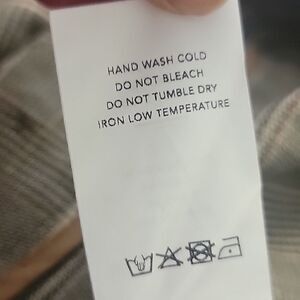 HAND WASH COLD
DO NOT BLEACH
DO NOT TUMBLE DRY
IRON LOW TEMPERATURE